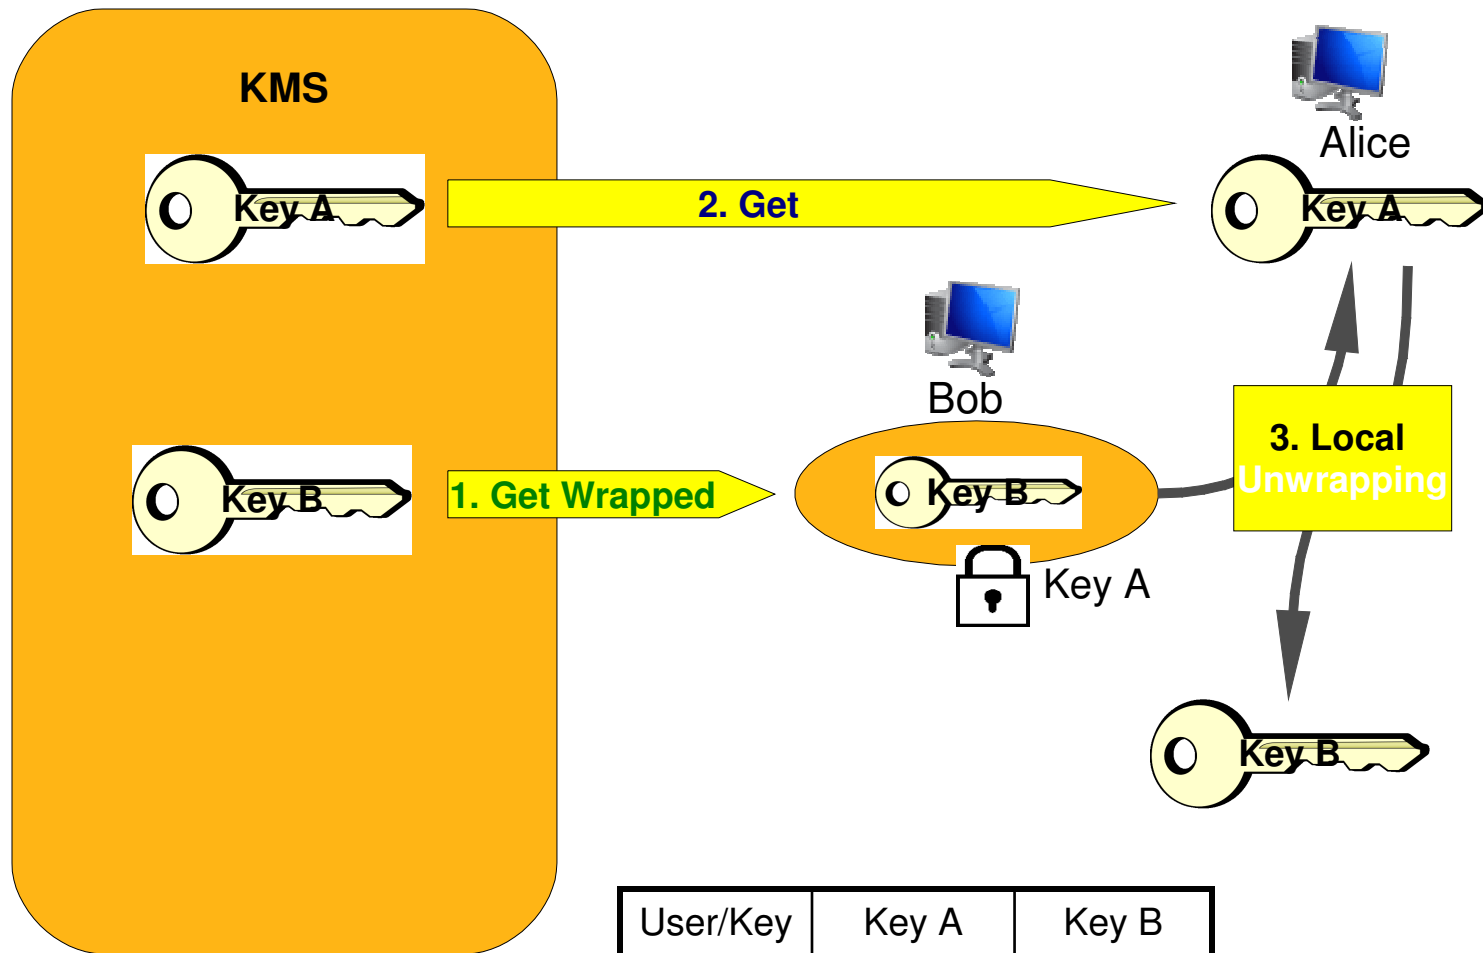 KMS
Alice
Key A
2. Get
Key A
Bob
Key B
1. Get Wrapped
Key B
3. Local
Unwrapping
Key A
Key B
User/Key Key A Key B